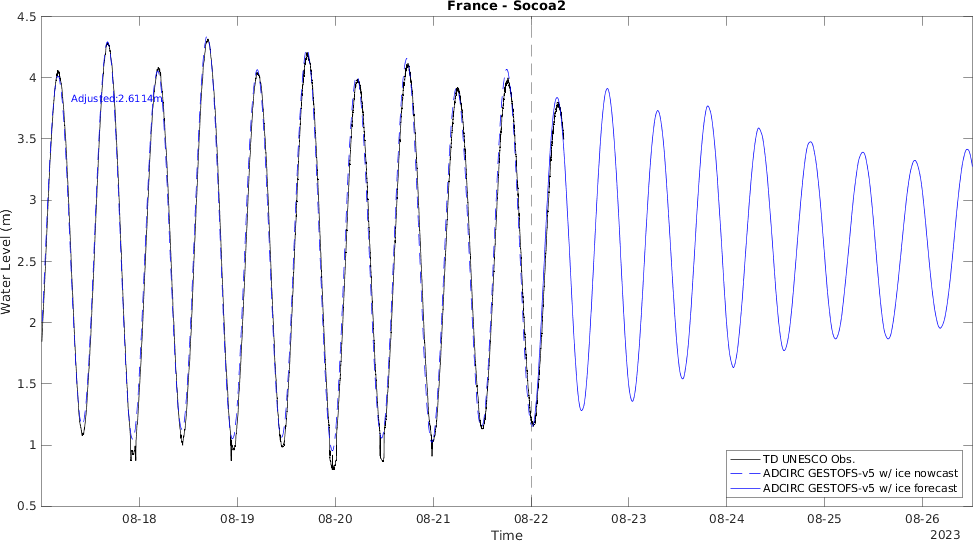 France - Socoa2
4.5
4
3.5
3
2.5
2
1.5
1
0.5
Water Level (m)
Adjusted:2.6114m
TD UNESCO Obs.
ADCIRC GESTOFS-v5 w/ ice nowcast
ADCIRC GESTOFS-v5 w/ ice forecast
08-18 08-19 08-20 08-21 08-22 08-23 08-24 08-25 08-26
Time
2023